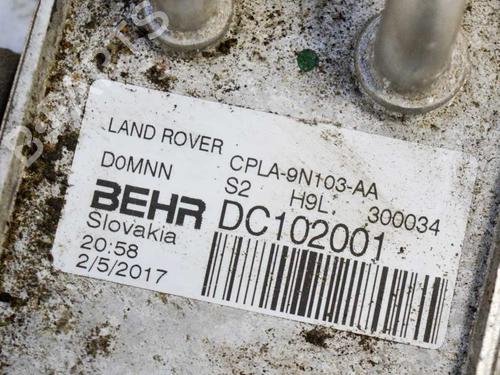 LAND ROVER CPLA-9N103-AA
D0MNN S2 H9L. 300034
BEHR DC102001
Slovakia
20:58
2/5/2017